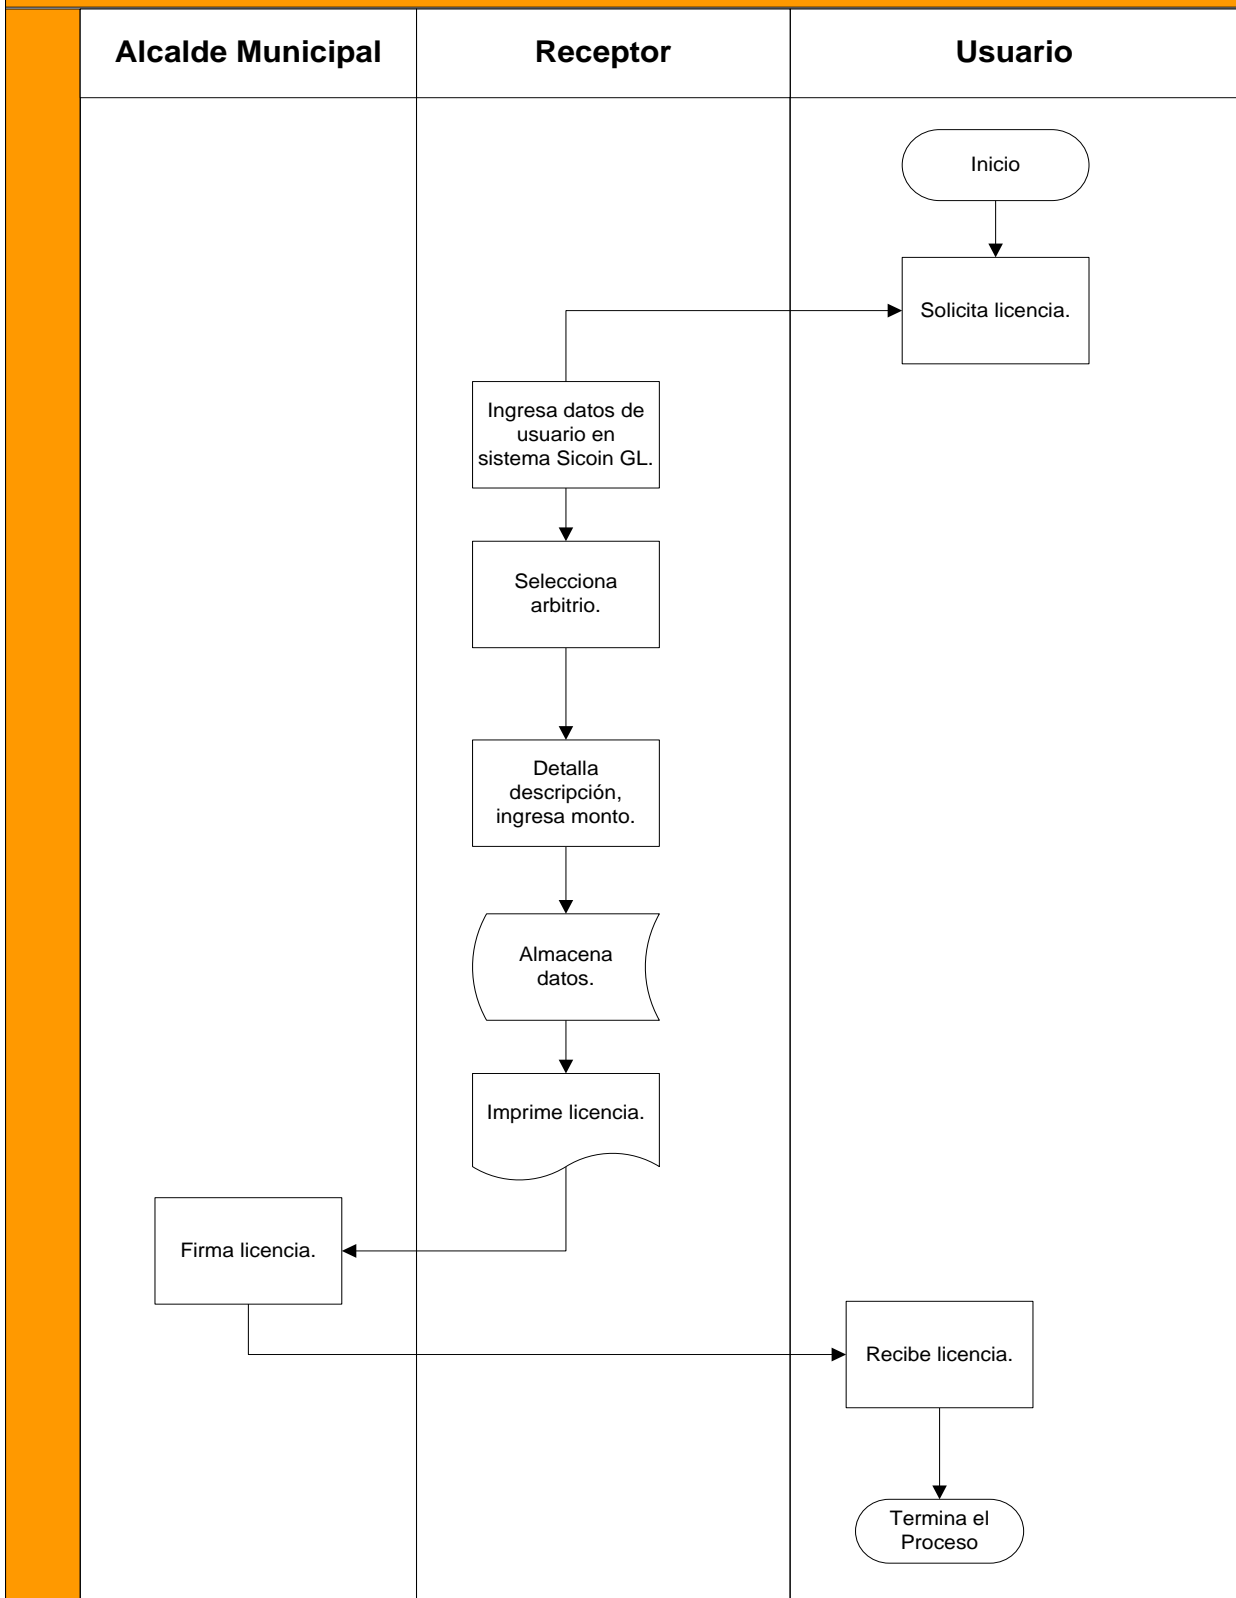 Alcalde Municipal
Receptor
Usuario
Inicio
Solicita licencia.
Ingresa datos de
usuario en
sistema Sicoin GL.
Selecciona
arbitrio.
Detalla
descripción,
ingresa monto.
Almacena
datos.
Imprime licencia.
Firma licencia.
Recibe licencia.
Termina el
Proceso